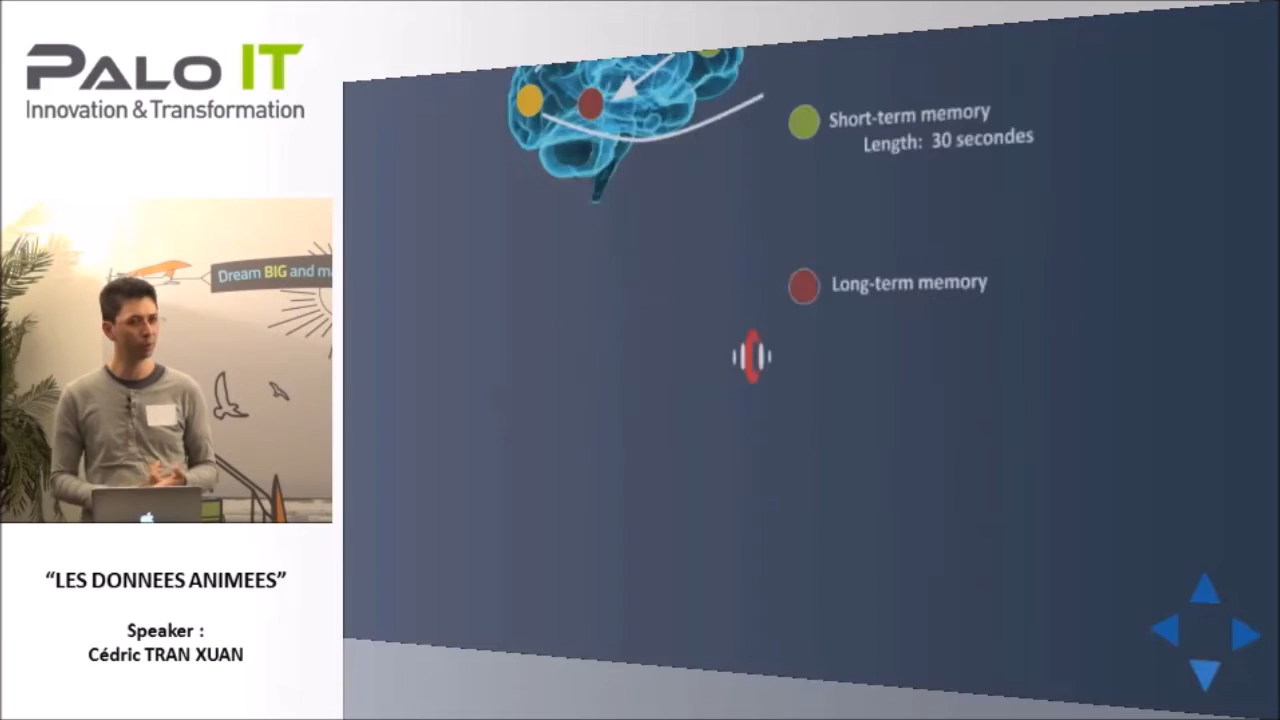 PALO IT
Innovation & Transformation
Dream BIG and m
“LES DONNEES ANIMEES”
Speaker :
Cédric TRAN XUAN
Short-term memory
Length: 30 secondes
Long-term memory